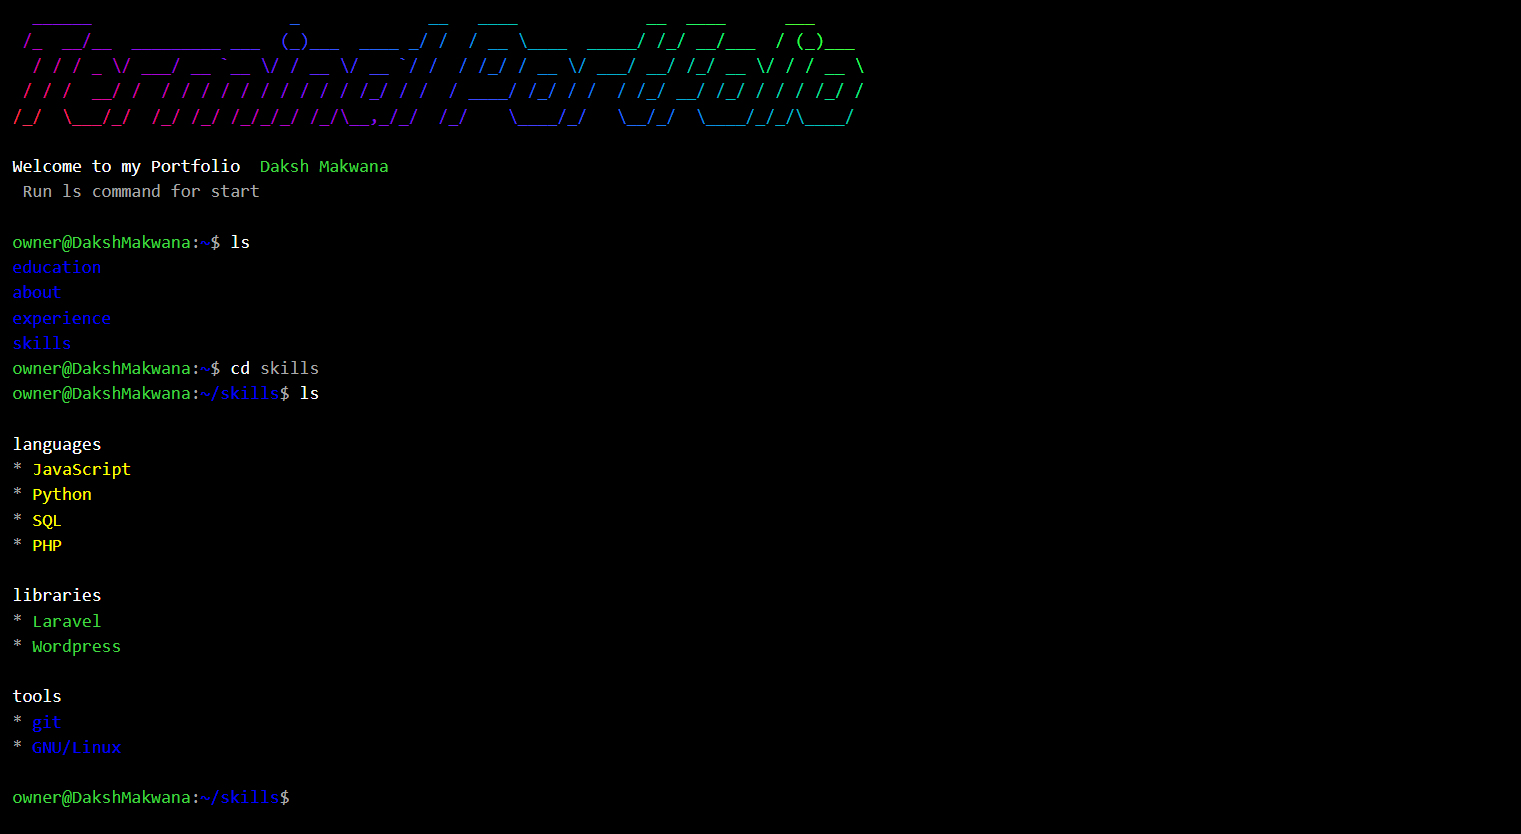 Terminal Portfolio
Welcome to my Portfolio  Daksh Makwana
Run ls command for start
owner@DakshMakwana:~$ ls
education
about
experience
skills
owner@DakshMakwana:~$ cd skills
owner@DakshMakwana:~/skills$ ls
languages
* JavaScript
* Python
* SQL
* PHP
libraries
* Laravel
* Wordpress
tools
* git
* GNU/Linux
owner@DakshMakwana:~/skills$